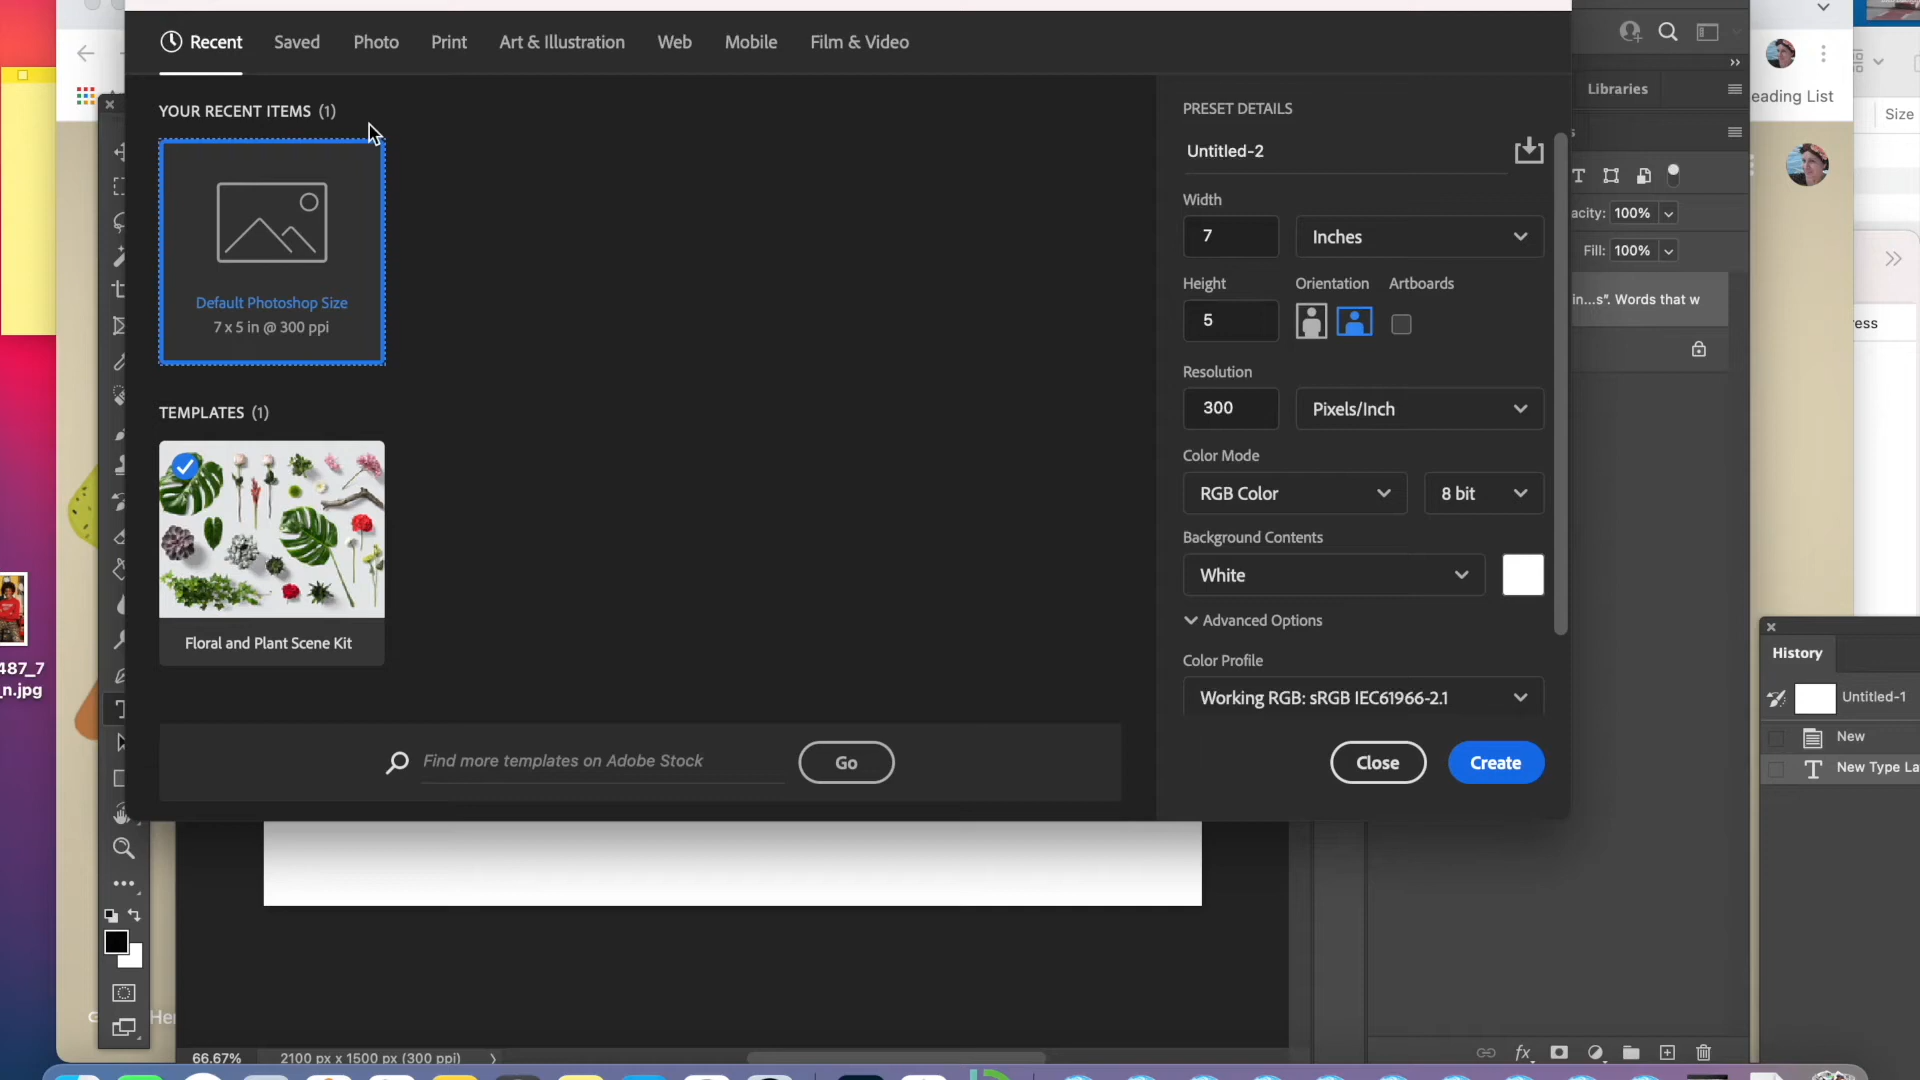 Recent Saved Photo Print Art & Illustration Web Mobile Film & Video
YOUR RECENT ITEMS (1)
Default Photoshop Size
7 x 5 in @ 300 ppi
TEMPLATES (1)
Floral and Plant Scene Kit
Find more templates on Adobe Stock
Go
PRESET DETAILS
Untitled-2
Width
7 Inches
Height Orientation Artboards
5
Resolution
300 Pixels/Inch
Color Mode
RGB Color 8 bit
Background Contents
White
Advanced Options
Color Profile
Working RGB: sRGB IEC61966-2.1
Close Create
Libraries
eading List
Size
acity: 100%
Fill: 100%
in...s". Words that w
ess
History
Untitled-1
New
New Type La
487_7
_n.jpg
Her
66.67% 2100 px x 1500 px (300 ppi)